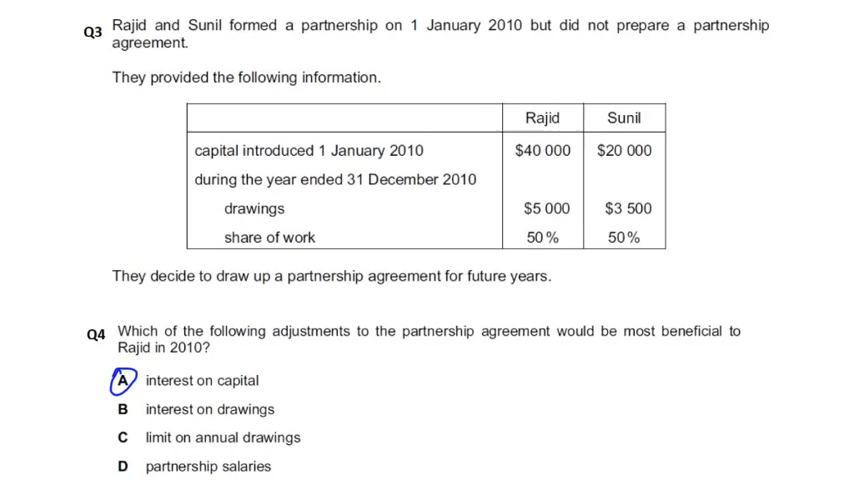 Q3 Rajid and Sunil formed a partnership on 1 January 2010 but did not prepare a partnership
agreement.
They provided the following information.
Rajid Sunil
capital introduced 1 January 2010 $40 000 $20 000
during the year ended 31 December 2010
drawings $5 000 $3 500
share of work 50 % 50 %
They decide to draw up a partnership agreement for future years.
Q4 Which of the following adjustments to the partnership agreement would be most beneficial to
Rajid in 2010?
A interest on capital
B interest on drawings
C limit on annual drawings
D partnership salaries